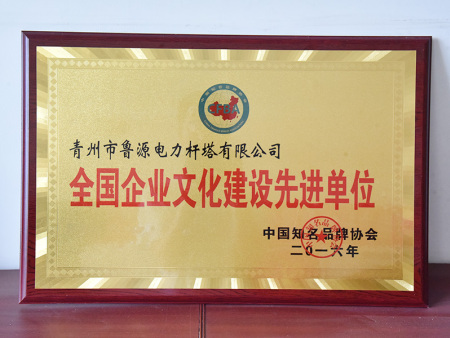 青州市鲁源电力杆塔有限公司
全国企业文化建设先进单位
中国知名品牌协会
二〇一六年